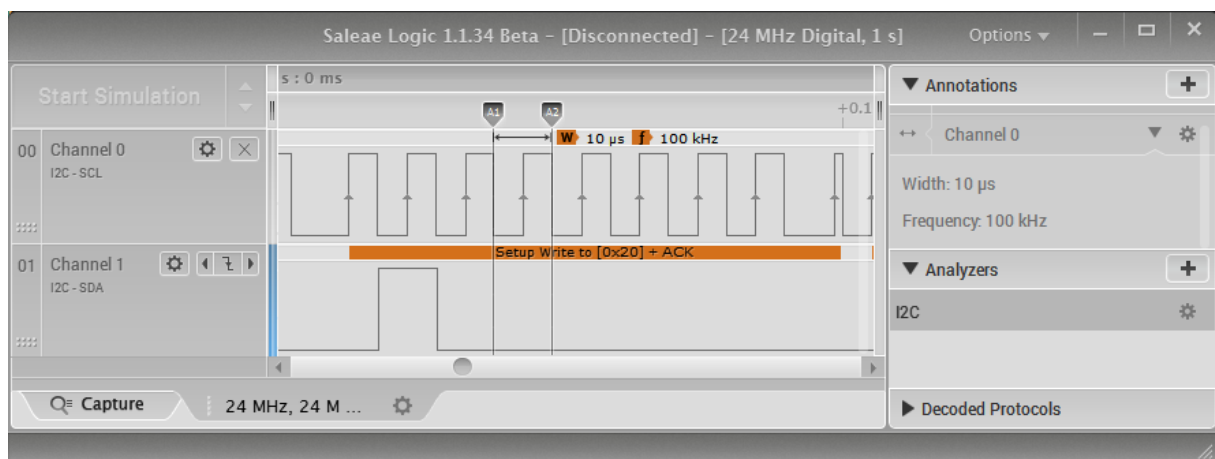 Saleae Logic 1.1.34 Beta - [Disconnected] - [24 MHz Digital, 1 s]
Options
Start Simulation
s : 0 ms
+0.1
A1
A2
W 10 µs f 100 kHz
00 Channel 0
I2C - SCL
Setup Write to [0x20] + ACK
01 Channel 1
I2C - SDA
Capture
24 MHz, 24 M ...
Annotations
Channel 0
Width: 10 µs
Frequency: 100 kHz
Analyzers
I2C
Decoded Protocols